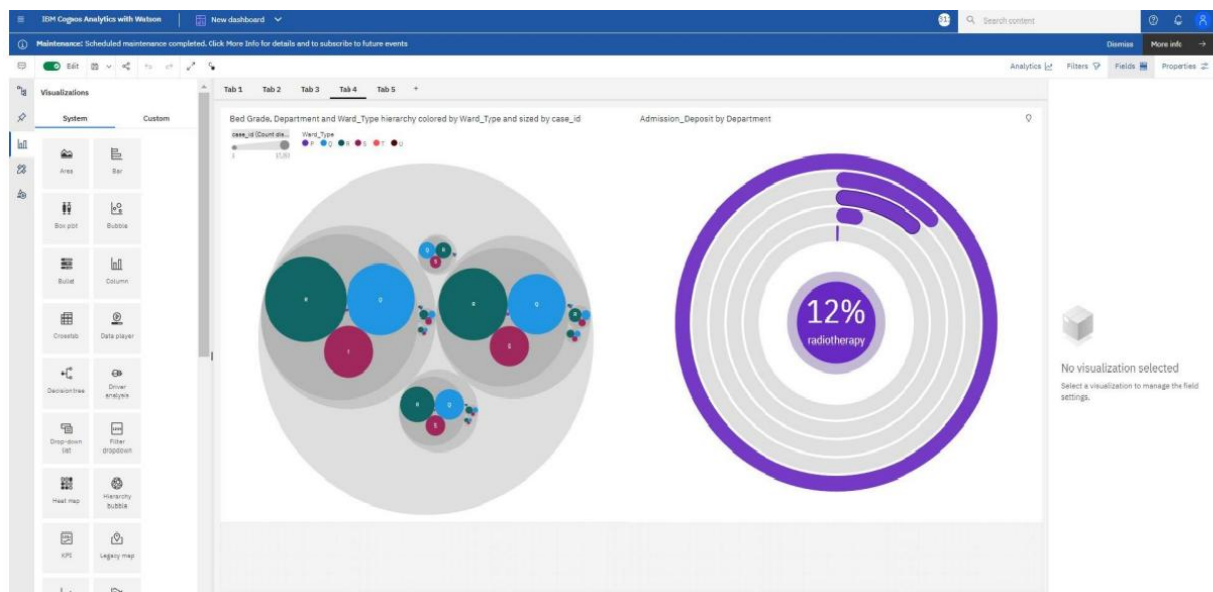 IBM Cognos Analytics with Watson
New dashboard
Search content
Maintenance: Scheduled maintenance completed. Click More Info for details and to subscribe to future events
Dismiss
More info
Edit
Analytics
Filters
Fields
Properties
Visualizations
System
Custom
Tab 1
Tab 2
Tab 3
Tab 4
Tab 5
Area
Bar
Box plot
Bubble
Bullet
Column
Crosstab
Data player
Decision tree
Driver
analysis
Drop-down
list
Filter
dropdown
Heat map
Hierarchy
bubble
KPI
Legacy map
Bed Grade, Department and Ward_Type hierarchy colored by Ward_Type and sized by case_id
case_id (Count dis...
Ward_Type
P Q R S T U
Admission_Deposit by Department
12%
radiotherapy
No visualization selected
Select a visualization to manage the field
settings.